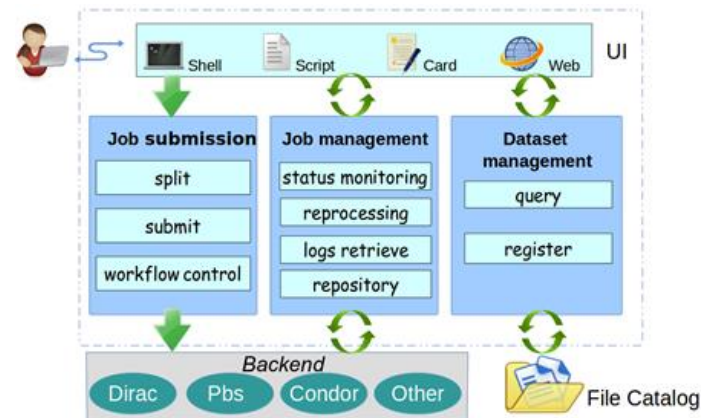 UI
Shell
Script
Card
Web
Job submission
split
submit
workflow control
Job management
status monitoring
reprocessing
logs retrieve
repository
Dataset
management
query
register
Backend
Dirac
Pbs
Condor
Other
File Catalog